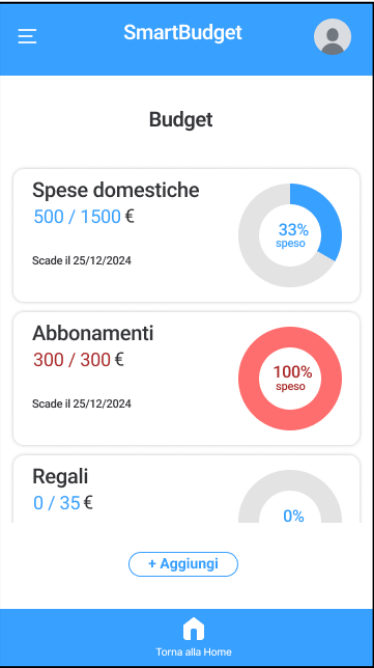 SmartBudget
Budget
Spese domestiche
500 / 1500 €
Scade il 25/12/2024
33%
speso
Abbonamenti
300 / 300 €
Scade il 25/12/2024
100%
speso
Regali
0 / 35 €
0%
+ Aggiungi
Torna alla Home